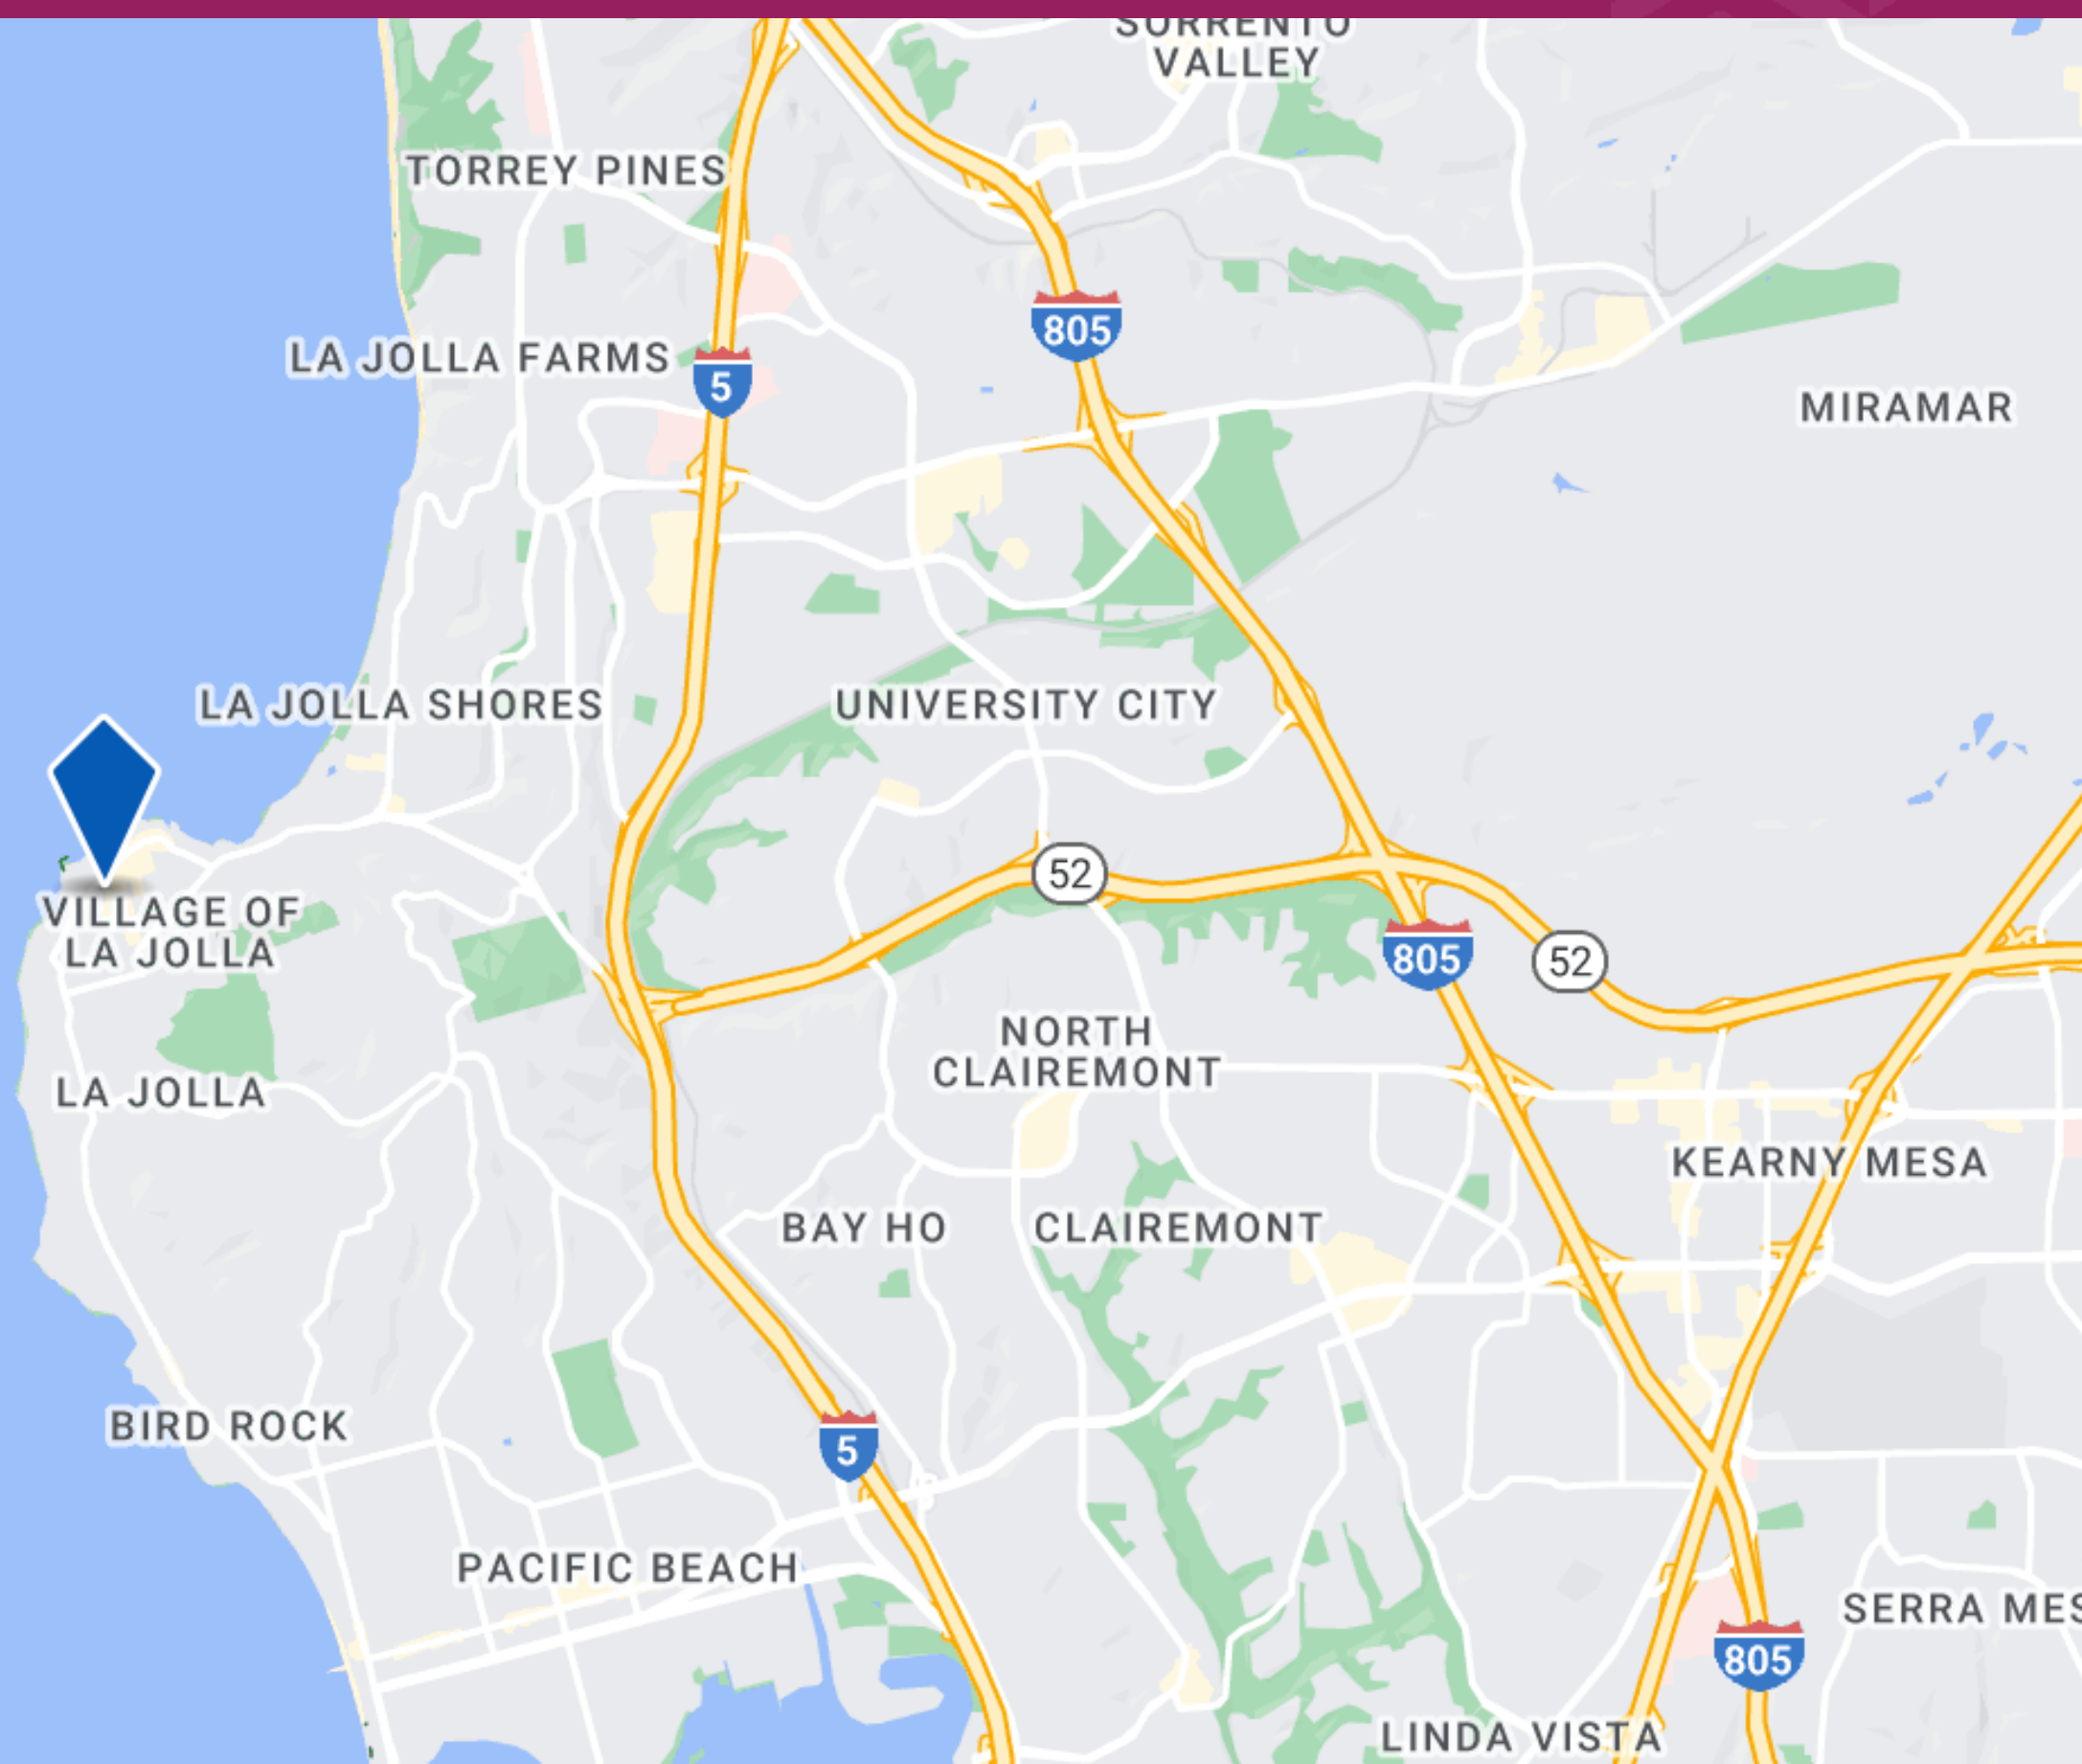 SORRENTO
VALLEY
TORREY PINES
805
LA JOLLA FARMS
5
MIRAMAR
LA JOLLA SHORES
UNIVERSITY CITY
52
VILLAGE OF
LA JOLLA
805
52
NORTH
CLAIREMONT
LA JOLLA
KEARNY MESA
BAY HO
CLAIREMONT
BIRD ROCK
5
PACIFIC BEACH
SERRA MES
805
LINDA VISTA